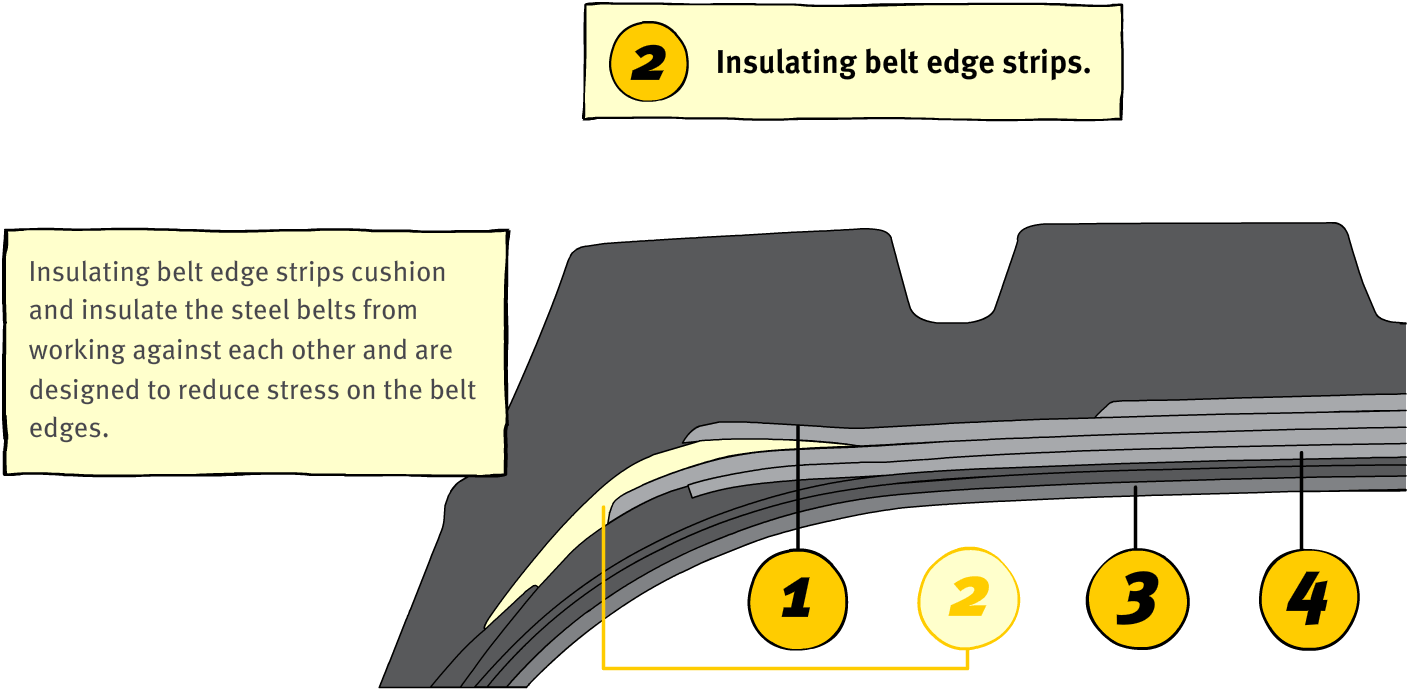 2 Insulating belt edge strips.
Insulating belt edge strips cushion
and insulate the steel belts from
working against each other and are
designed to reduce stress on the belt
edges.
1 2 3 4